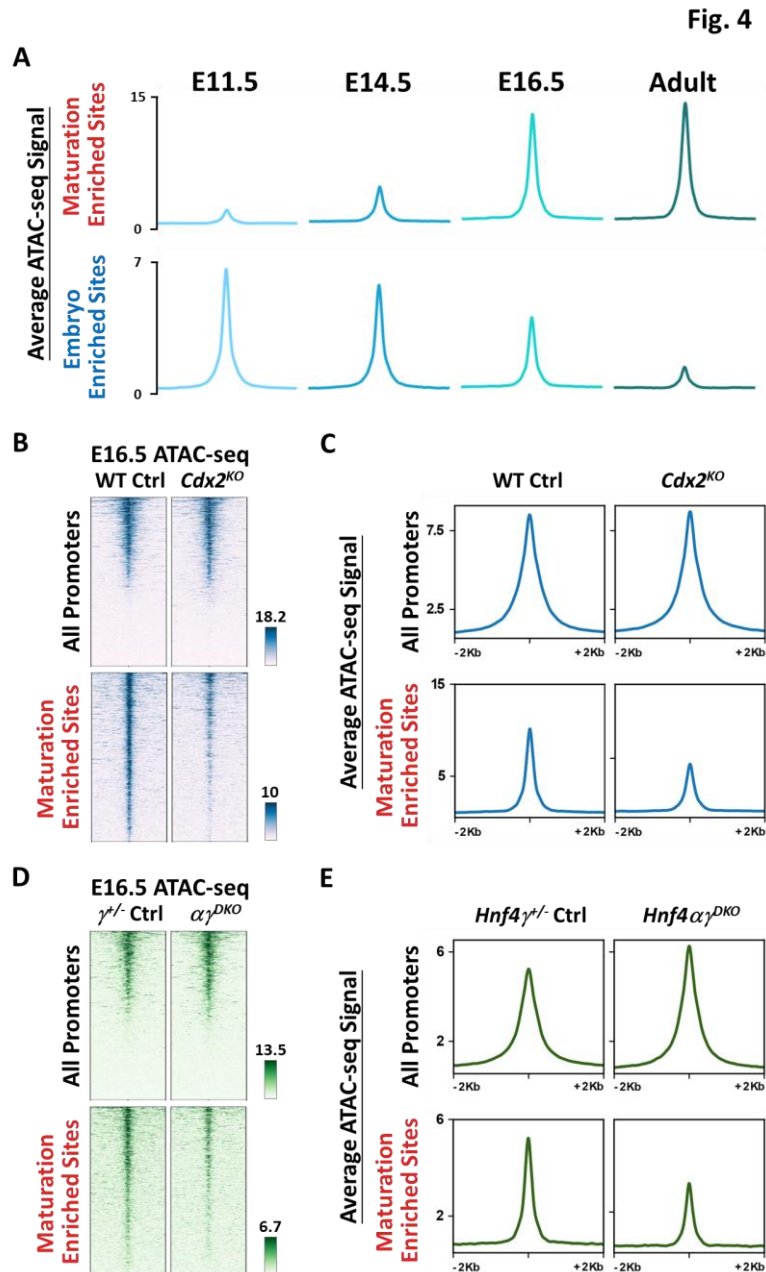 Fig. 4
A
E11.5 E14.5 E16.5 Adult
Average ATAC-seq Signal
Maturation
Enriched Sites
15
0
Embryo
Enriched Sites
7
0
B
E16.5 ATAC-seq
WT Ctrl Cdx2KO
All Promoters
18.2
Maturation
Enriched Sites
10
C
WT Ctrl Cdx2KO
Average ATAC-seq Signal
All Promoters
7.5
2.5
-2Kb +2Kb -2Kb +2Kb
Maturation
Enriched Sites
15
5
-2Kb +2Kb -2Kb +2Kb
D
E16.5 ATAC-seq
γ+/- Ctrl αγDKO
All Promoters
13.5
Maturation
Enriched Sites
6.7
E
Hnf4γ+/- Ctrl Hnf4αγDKO
Average ATAC-seq Signal
All Promoters
6
2
-2Kb +2Kb -2Kb +2Kb
Maturation
Enriched Sites
6
2
-2Kb +2Kb -2Kb +2Kb